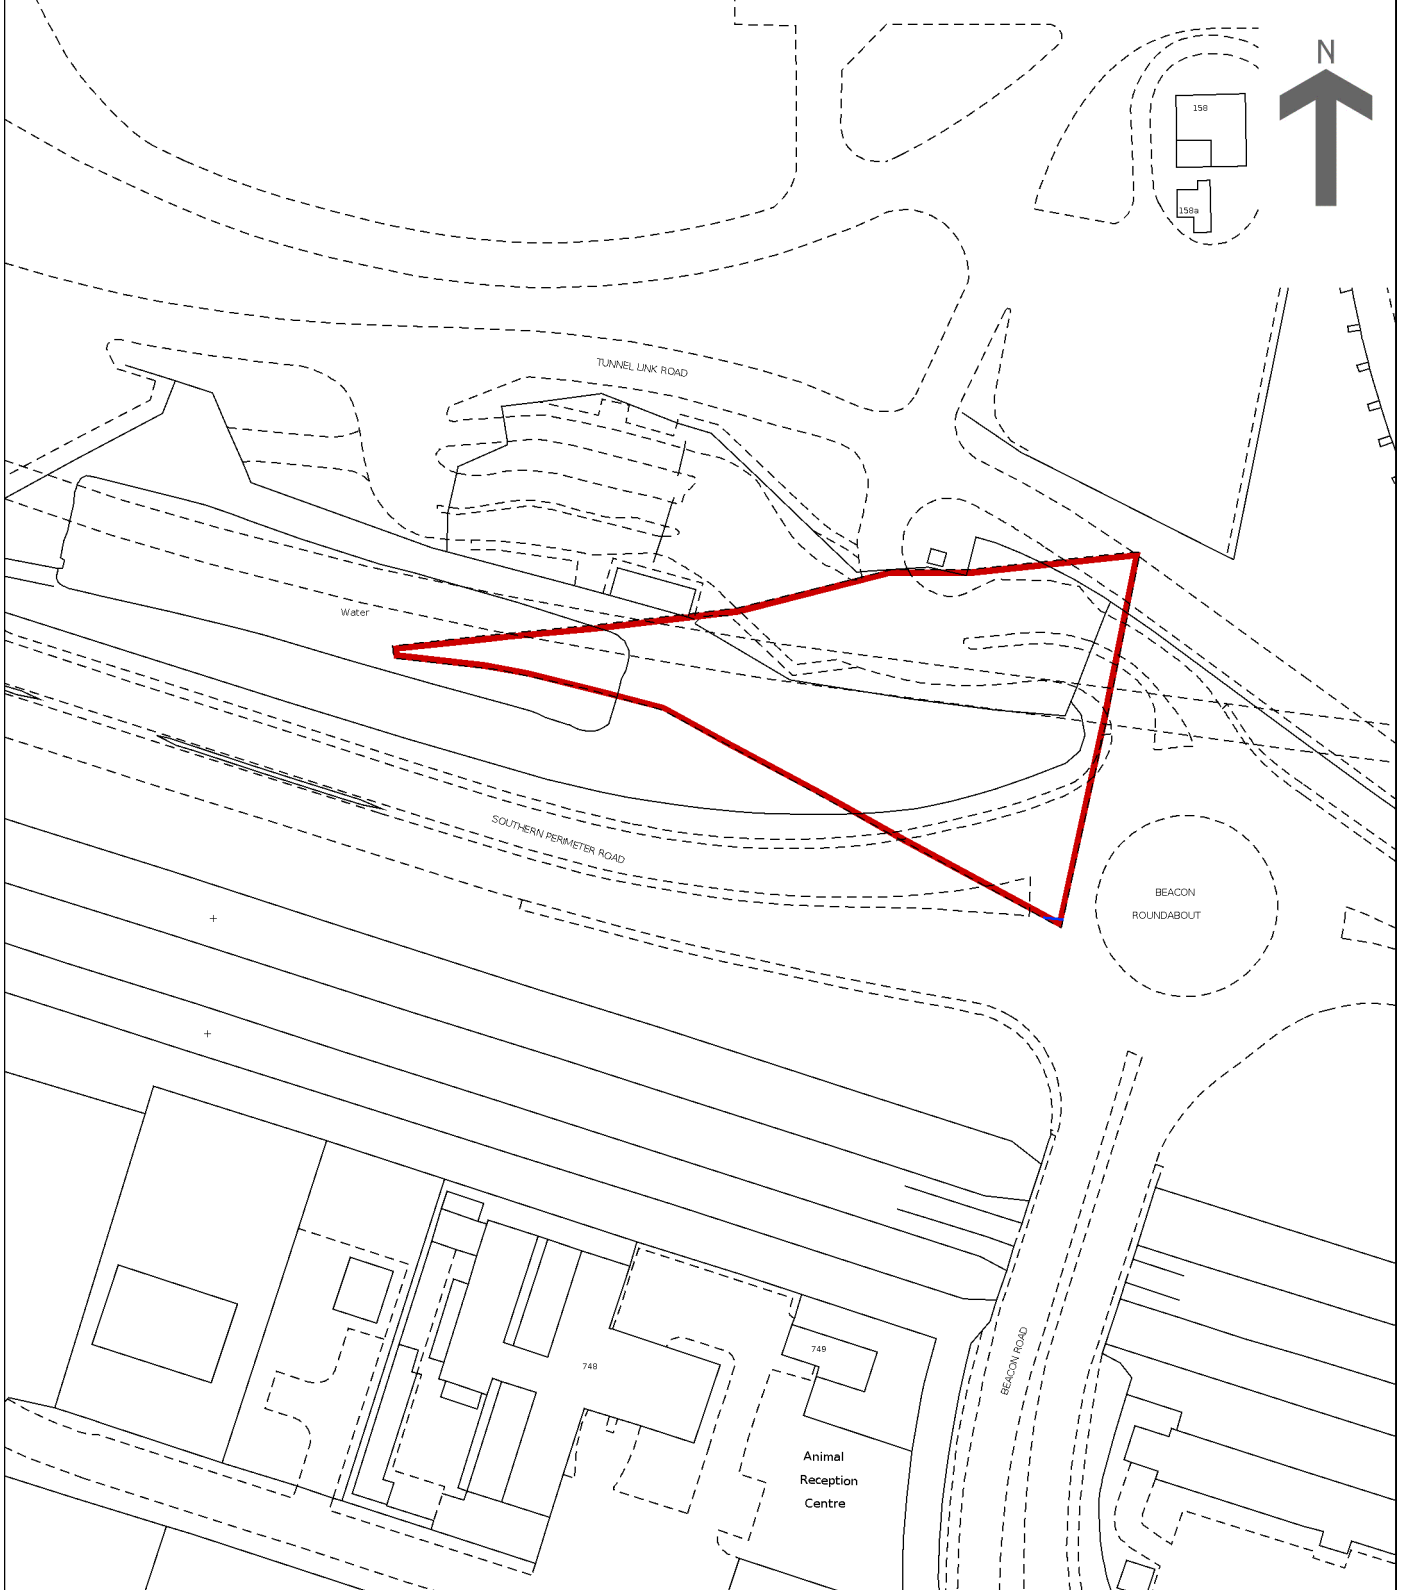 N
158
158a
TUNNEL LINK ROAD
Water
SOUTHERN PERIMETER ROAD
BEACON
ROUNDABOUT
BEACON ROAD
748
749
Animal
Reception
Centre